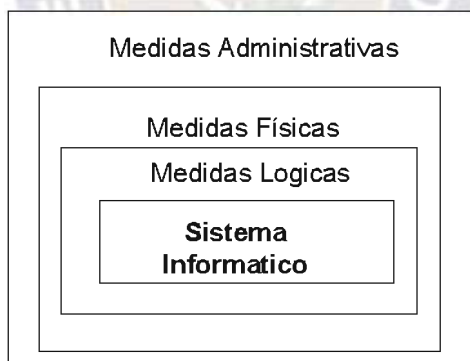 Medidas Administrativas
Medidas Físicas
Medidas Logicas
Sistema
Informatico